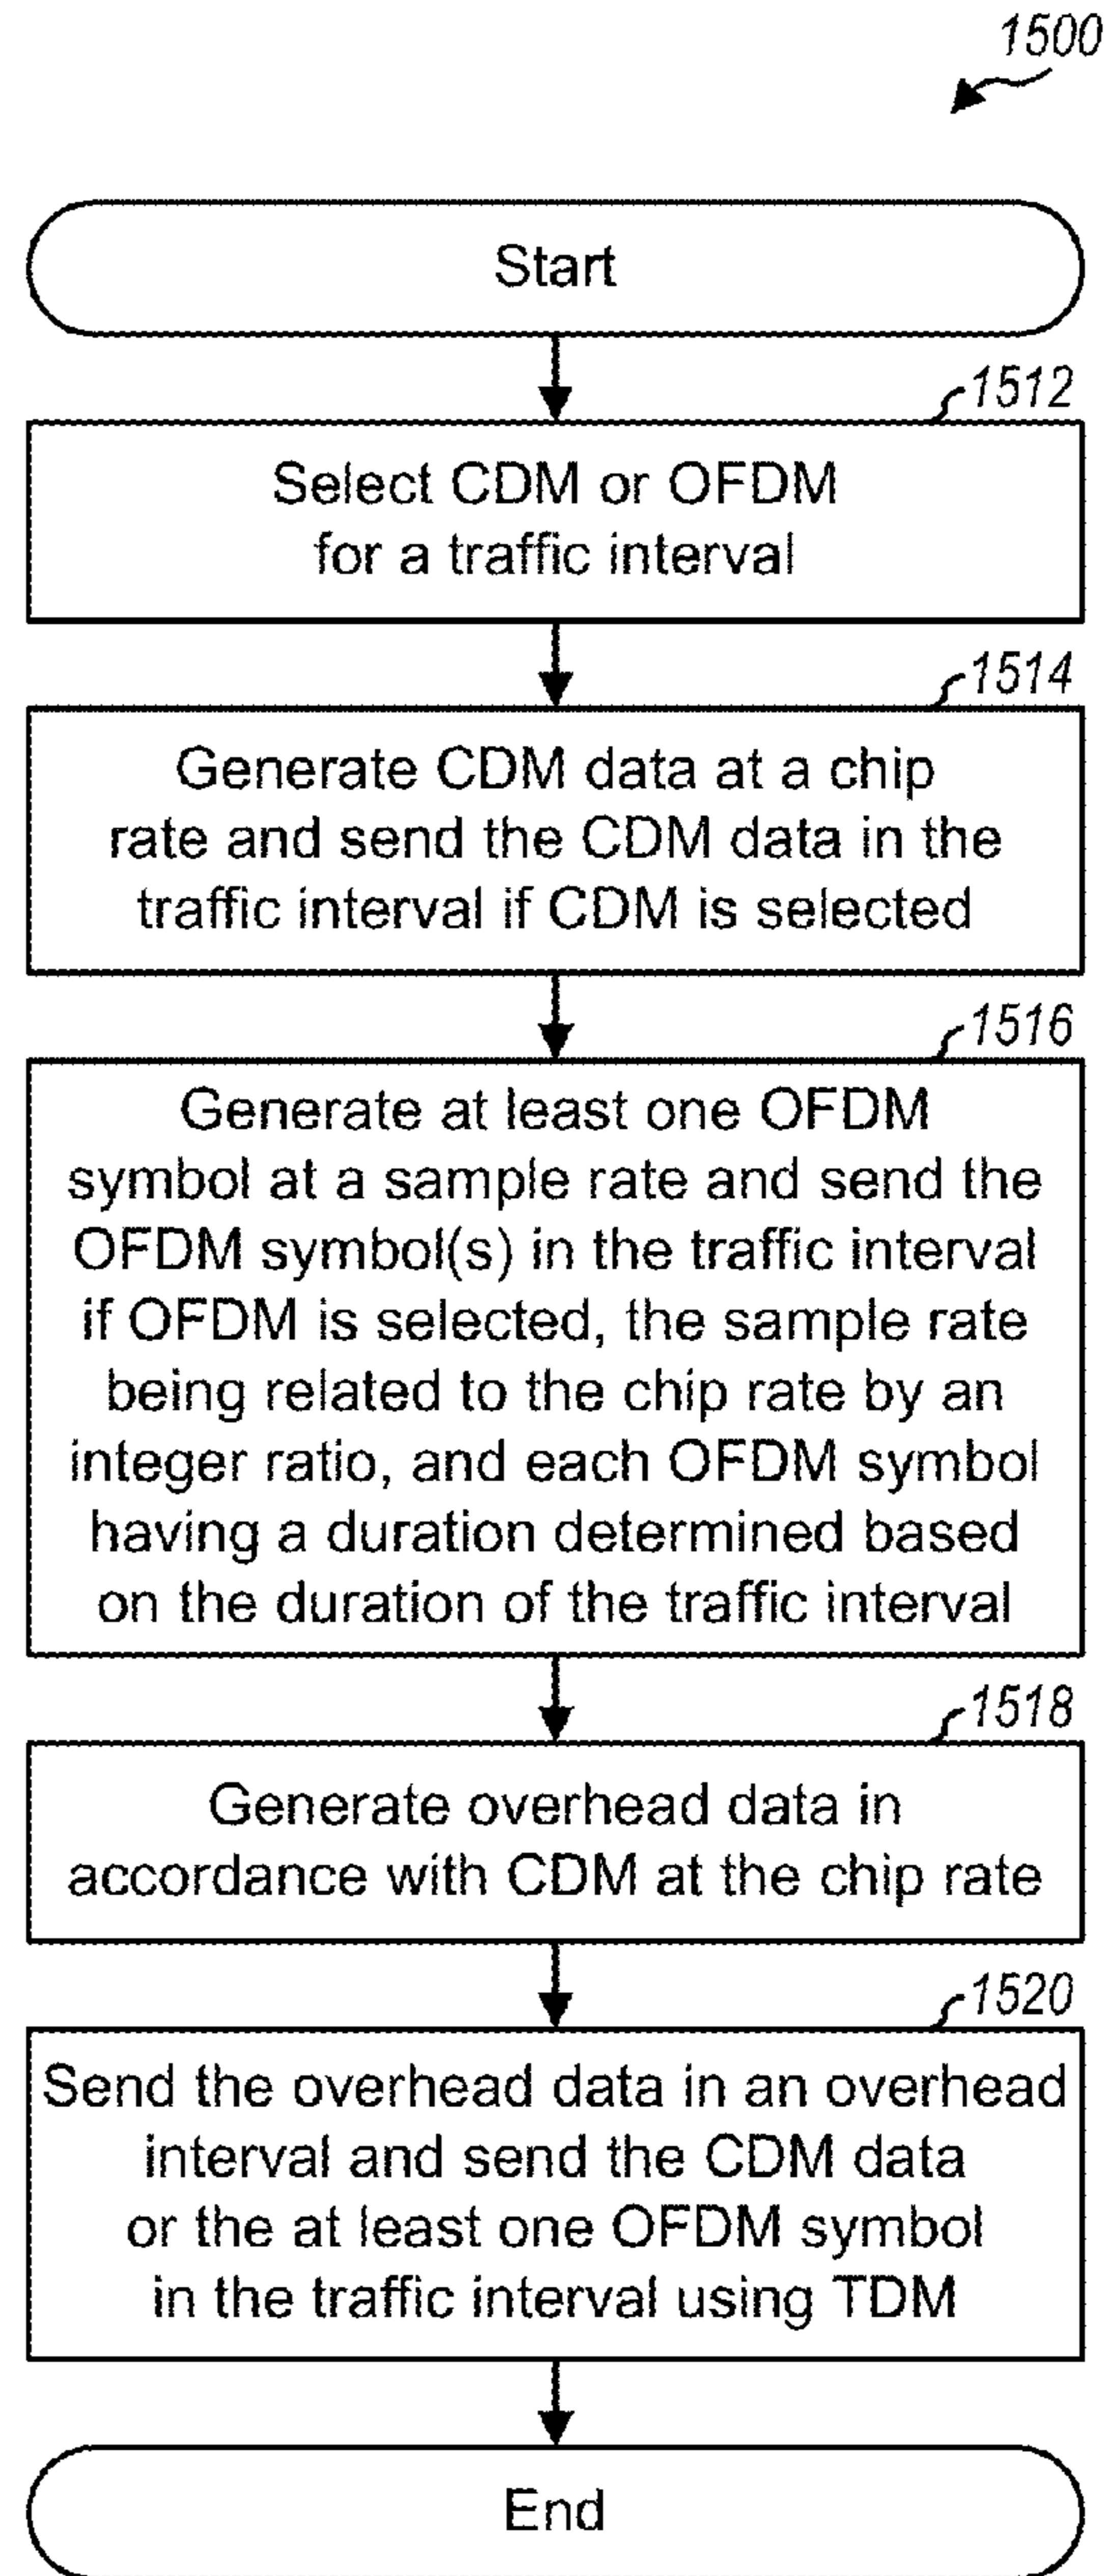 1500
Start
1512
Select CDM or OFDM
for a traffic interval
1514
Generate CDM data at a chip
rate and send the CDM data in the
traffic interval if CDM is selected
1516
Generate at least one OFDM
symbol at a sample rate and send the
OFDM symbol(s) in the traffic interval
if OFDM is selected, the sample rate
being related to the chip rate by an
integer ratio, and each OFDM symbol
having a duration determined based
on the duration of the traffic interval
1518
Generate overhead data in
accordance with CDM at the chip rate
1520
Send the overhead data in an overhead
interval and send the CDM data
or the at least one OFDM symbol
in the traffic interval using TDM
End